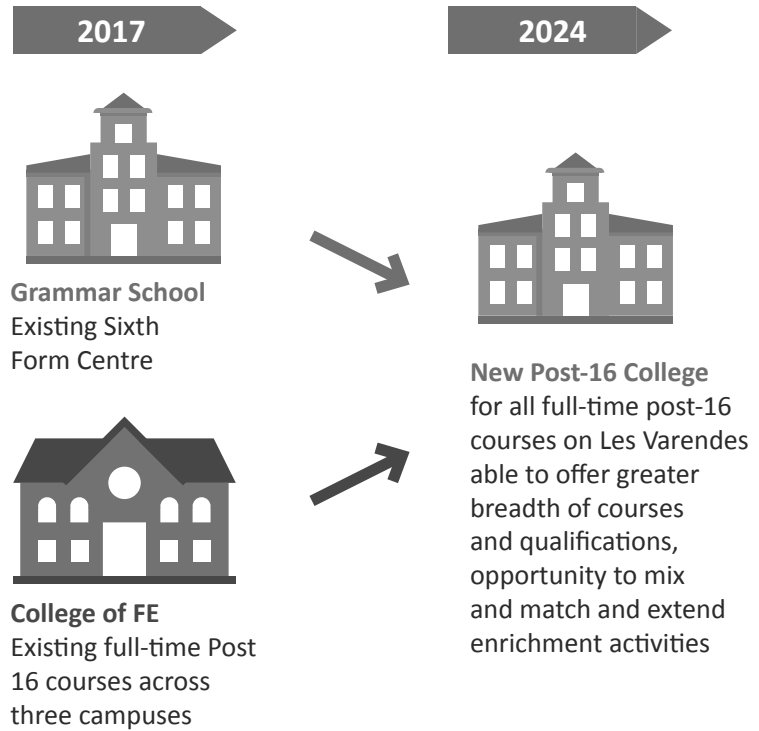 2017
Grammar School
Existing Sixth
Form Centre
College of FE
Existing full-time Post
16 courses across
three campuses
2024
New Post-16 College
for all full-time post-16
courses on Les Varendes
able to offer greater
breadth of courses
and qualifications,
opportunity to mix
and match and extend
enrichment activities